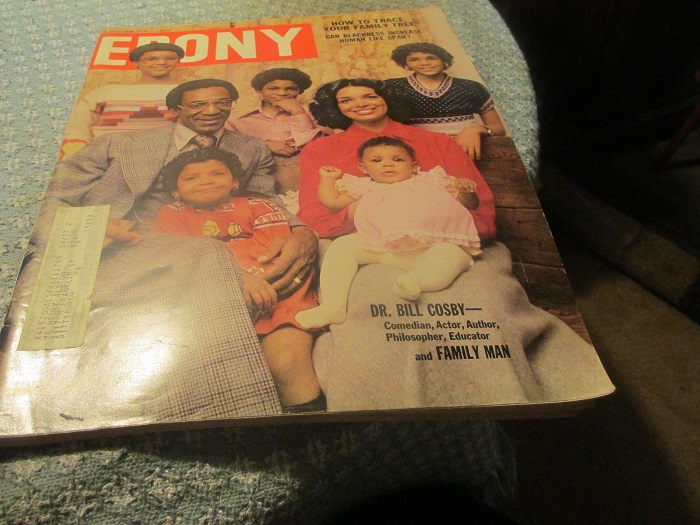 EBONY
HOW TO TRACE
YOUR FAMILY TREE
CAN BLACKNESS INCREASE
HUMAN LIFE SPAN?
DR. BILL COSBY—
Comedian, Actor, Author,
Philosopher, Educator
and FAMILY MAN